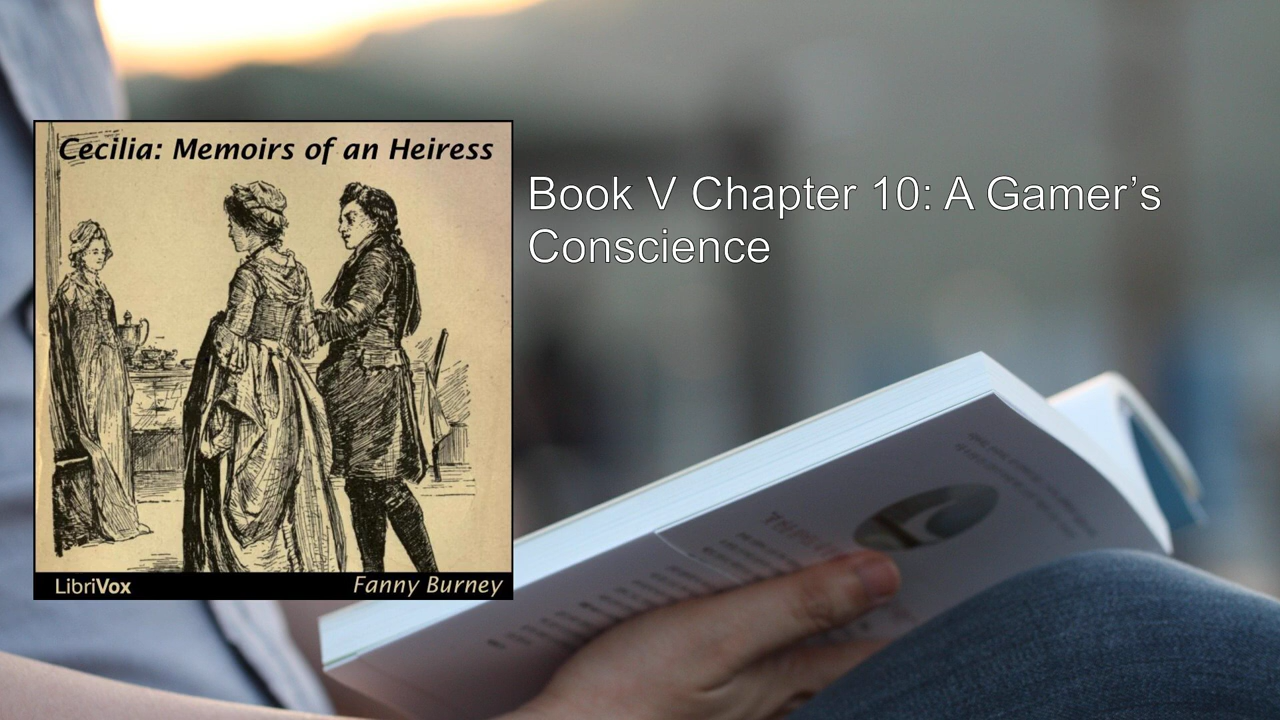 Cecilia: Memoirs of an Heiress
Book V Chapter 10: A Gamer’s
Conscience
LibriVox
Fanny Burney